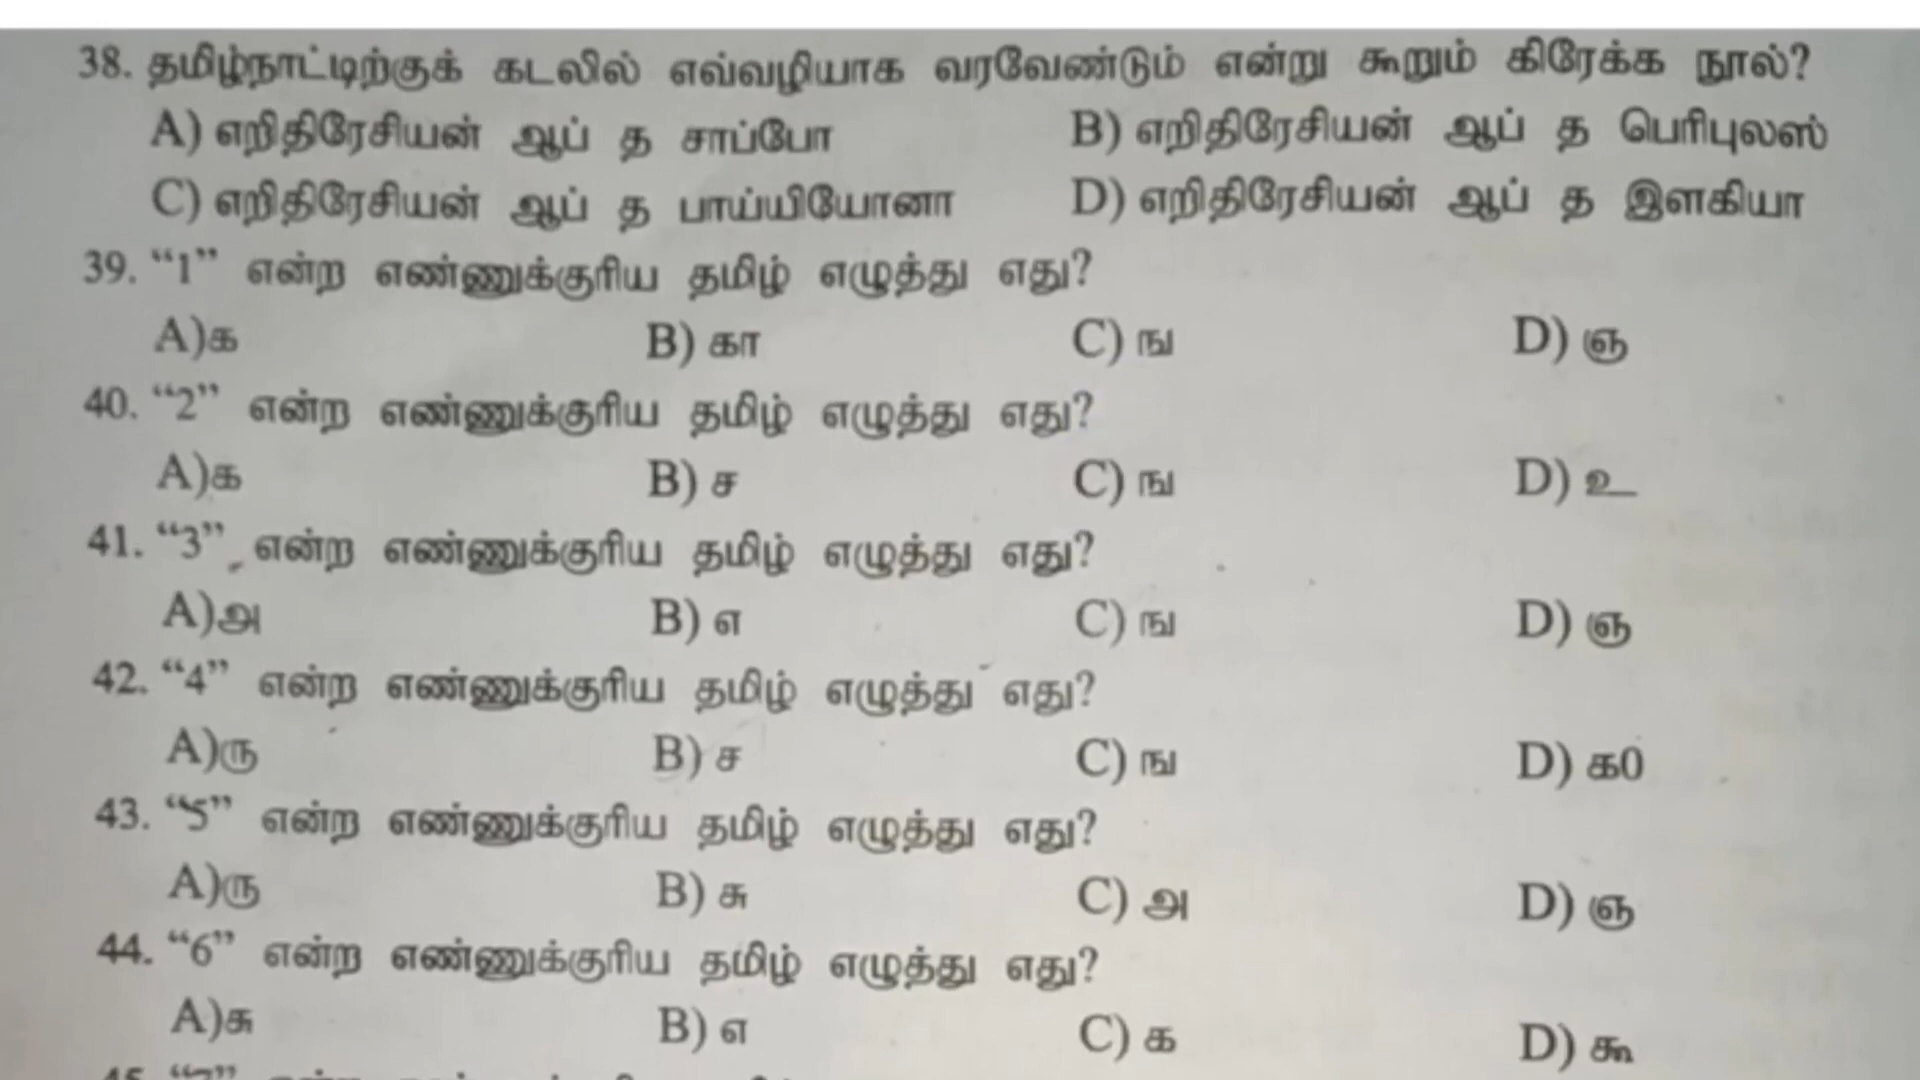 38. தமிழ்நாட்டிற்குக் கடலில் எவ்வழியாக வரவேண்டும் என்று கூறும் கிரேக்க நூல்?
A) எறிதிரேசியன் ஆப் த சாப்போ B) எறிதிரேசியன் ஆப் த பெரிபுலஸ்
C) எறிதிரேசியன் ஆப் த பாய்யியோனா D) எறிதிரேசியன் ஆப் த இளகியா
39. “1” என்ற எண்ணுக்குரிய தமிழ் எழுத்து எது?
A)க B) கா C) ங D) ஞ
40. “2” என்ற எண்ணுக்குரிய தமிழ் எழுத்து எது?
A)க B) ச C) ங D) உ
41. “3” என்ற எண்ணுக்குரிய தமிழ் எழுத்து எது?
A)அ B) எ C) ங D) ஞ
42. “4” என்ற எண்ணுக்குரிய தமிழ் எழுத்து எது?
A)ரு B) ச C) ங D) க0
43. “5” என்ற எண்ணுக்குரிய தமிழ் எழுத்து எது?
A)ரு B) சு C) அ D) ஞ
44. “6” என்ற எண்ணுக்குரிய தமிழ் எழுத்து எது?
A)சு B) எ C) க D) கூ